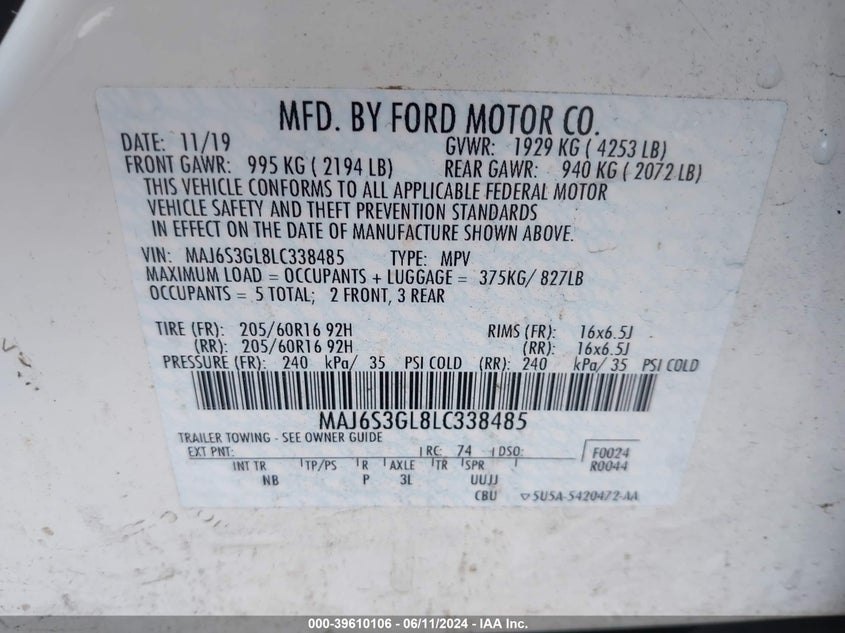 MFD. BY FORD MOTOR CO.
DATE: 11/19 GVWR: 1929 KG ( 4253 LB)
FRONT GAWR: 995 KG ( 2194 LB) REAR GAWR: 940 KG ( 2072 LB)
THIS VEHICLE CONFORMS TO ALL APPLICABLE FEDERAL MOTOR
VEHICLE SAFETY AND THEFT PREVENTION STANDARDS
IN EFFECT ON THE DATE OF MANUFACTURE SHOWN ABOVE.
VIN: MAJ6S3GL8LC338485 TYPE: MPV
MAXIMUM LOAD = OCCUPANTS + LUGGAGE = 375KG/ 827LB
OCCUPANTS = 5 TOTAL; 2 FRONT, 3 REAR
TIRE (FR): 205/60R16 92H RIMS (FR): 16x6.5J
(RR): 205/60R16 92H (RR): 16x6.5J
PRESSURE (FR): 240 kPa/ 35 PSI COLD (RR): 240 kPa/ 35 PSI COLD
MAJ6S3GL8LC338485
TRAILER TOWING - SEE OWNER GUIDE
EXT PNT: RC: 74 DSO: F0024
R0044
INT TR TP/PS R AXLE TR SPR
NB P 3L UUJJ
CBU 5U5A-5420472-AA
000-39610106 - 06/11/2024 - IAA Inc.